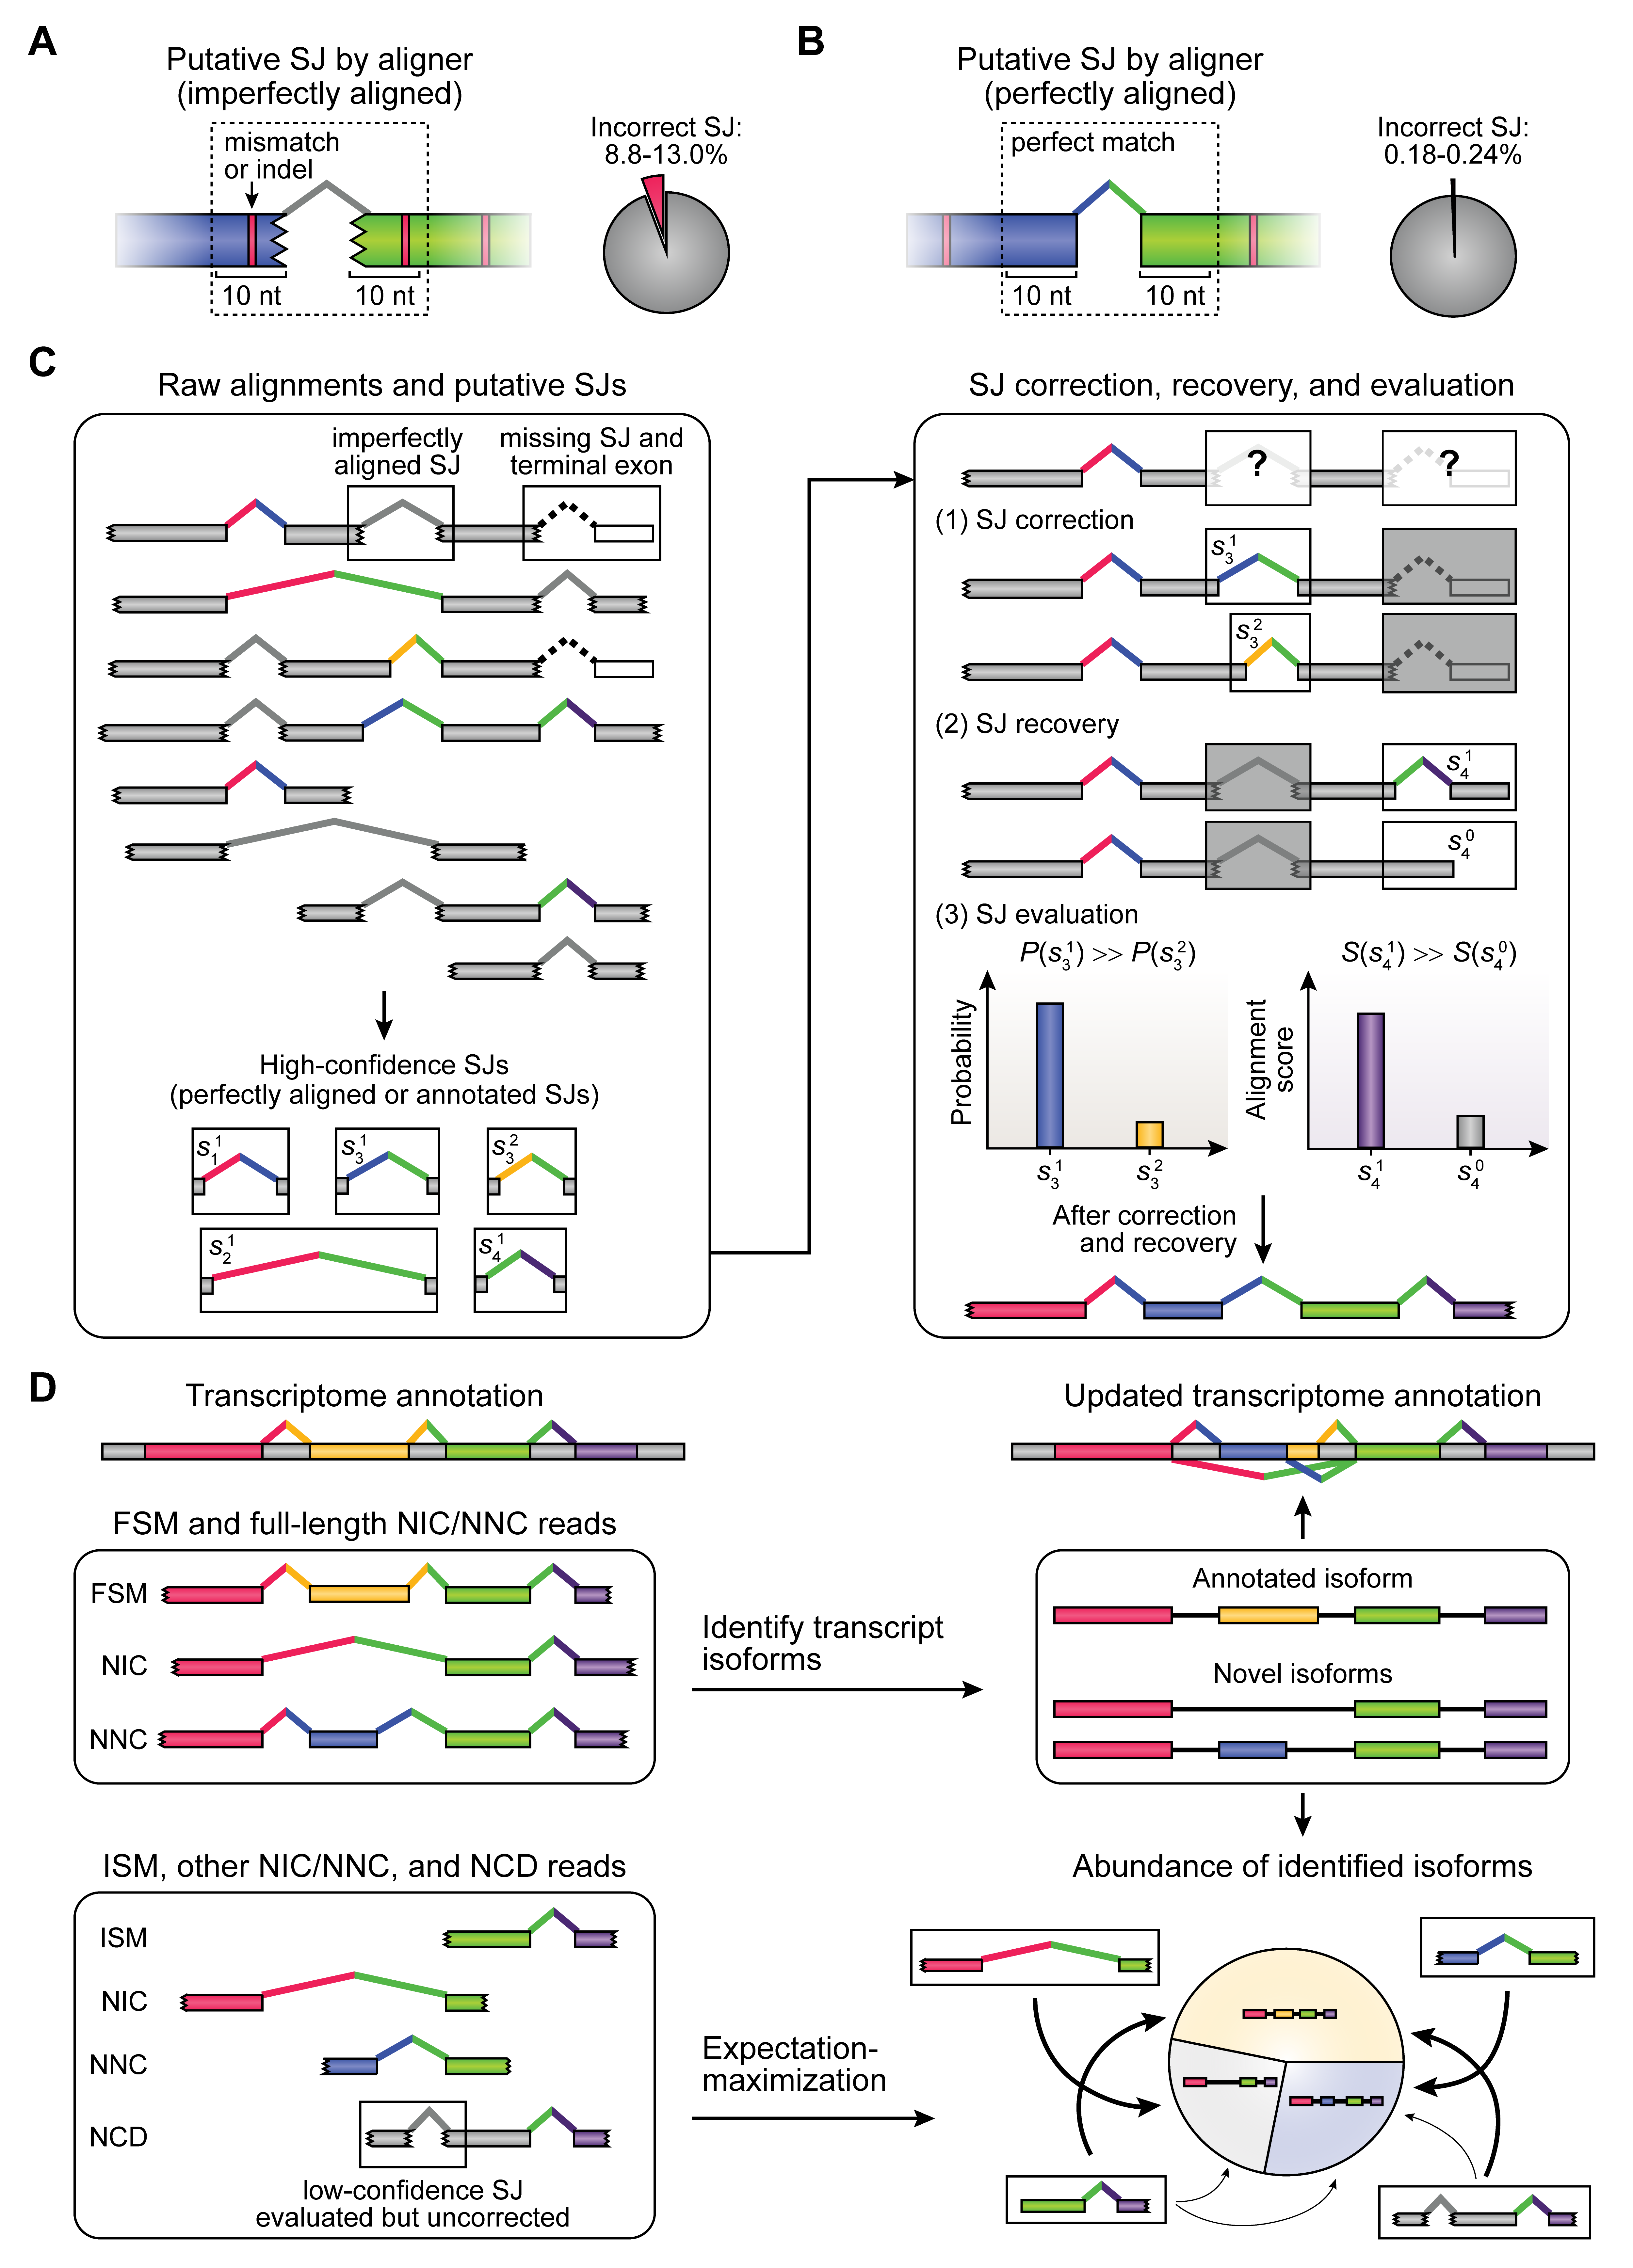 A
Putative SJ by aligner
(imperfectly aligned)
mismatch
or indel
10 nt
10 nt
Incorrect SJ:
8.8-13.0%
B
Putative SJ by aligner
(perfectly aligned)
perfect match
10 nt
10 nt
Incorrect SJ:
0.18-0.24%
C
Raw alignments and putative SJs
imperfectly
aligned SJ
missing SJ and
terminal exon
High-confidence SJs
(perfectly aligned or annotated SJs)
s₁¹
s₃¹
s₃²
s₂¹
s₄¹
SJ correction, recovery, and evaluation
?
?
(1) SJ correction
s₃¹
s₃²
(2) SJ recovery
s₄¹
s₄⁰
(3) SJ evaluation
P(s₃¹) >> P(s₃²)
Probability
s₃¹
s₃²
S(s₄¹) >> S(s₄⁰)
Alignment
score
s₄¹
s₄⁰
After correction
and recovery
D
Transcriptome annotation
FSM and full-length NIC/NNC reads
FSM
NIC
NNC
Identify transcript
isoforms
Updated transcriptome annotation
Annotated isoform
Novel isoforms
ISM, other NIC/NNC, and NCD reads
ISM
NIC
NNC
NCD
low-confidence SJ
evaluated but uncorrected
Expectation-
maximization
Abundance of identified isoforms